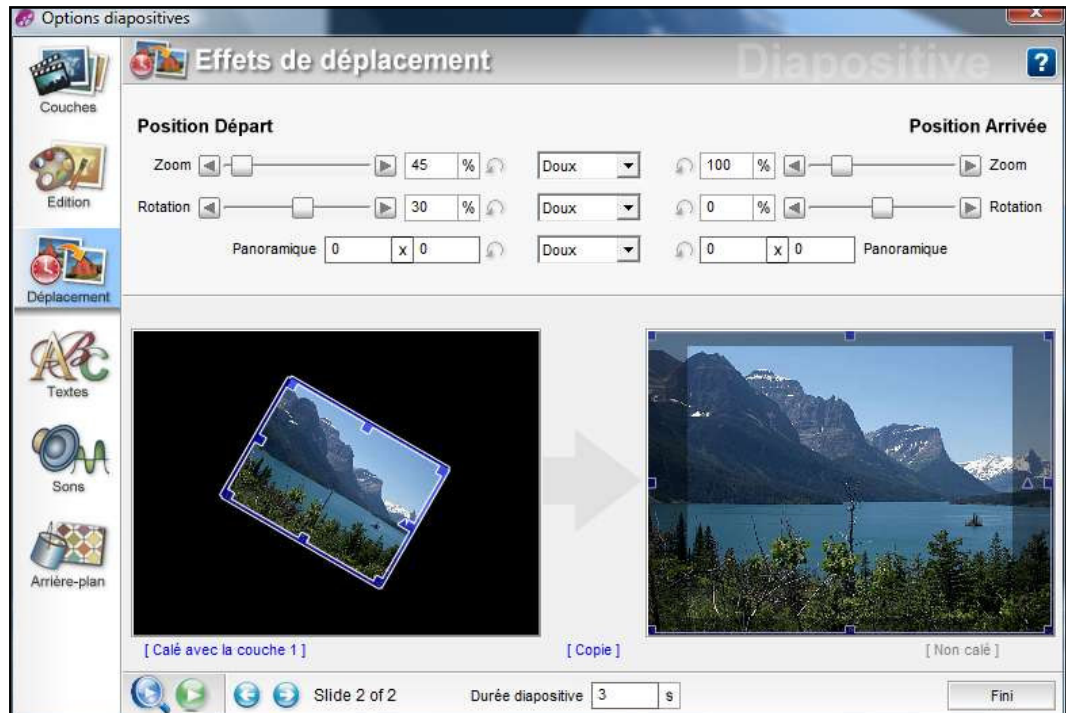 Options diapositives
Effets de déplacement
Diapositive
?
Couches
Edition
Déplacement
ABC
Textes
Sons
Arrière-plan
Position Départ
Position Arrivée
Zoom 45 % Doux 100 % Zoom
Rotation 30 % Doux 0 % Rotation
Panoramique 0 x 0 Doux 0 x 0 Panoramique
[ Calé avec la couche 1 ] [ Copie ] [ Non calé ]
Slide 2 of 2 Durée diapositive 3 s Fini